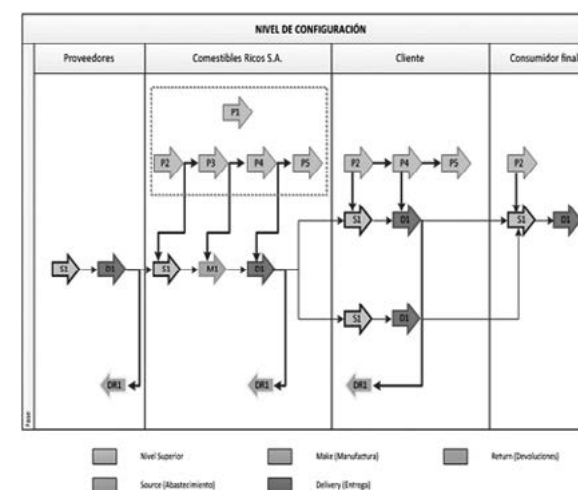 NIVEL DE CONFIGURACIÓN
Proveedores Comestibles Ricos S.A. Cliente Consumidor final
P1
P2 P3 P4 P5 P2 P4 P5 P2
S1 D1 S1
S1 D1 S1 M1 D1
S1 D1
DR1 DR1 DR1
D1
Fase
Nivel Superior Make (Manufactura) Return (Devoluciones)
Source (Abastecimiento) Delivery (Entrega)